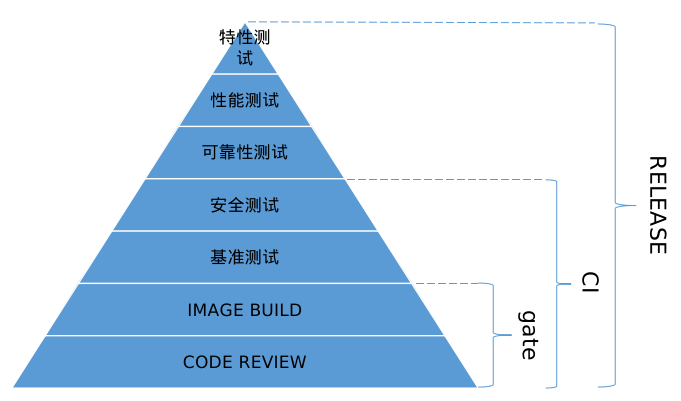 特性测
试
性能测试
可靠性测试
安全测试
基准测试
IMAGE BUILD
CODE REVIEW
gate
CI
RELEASE